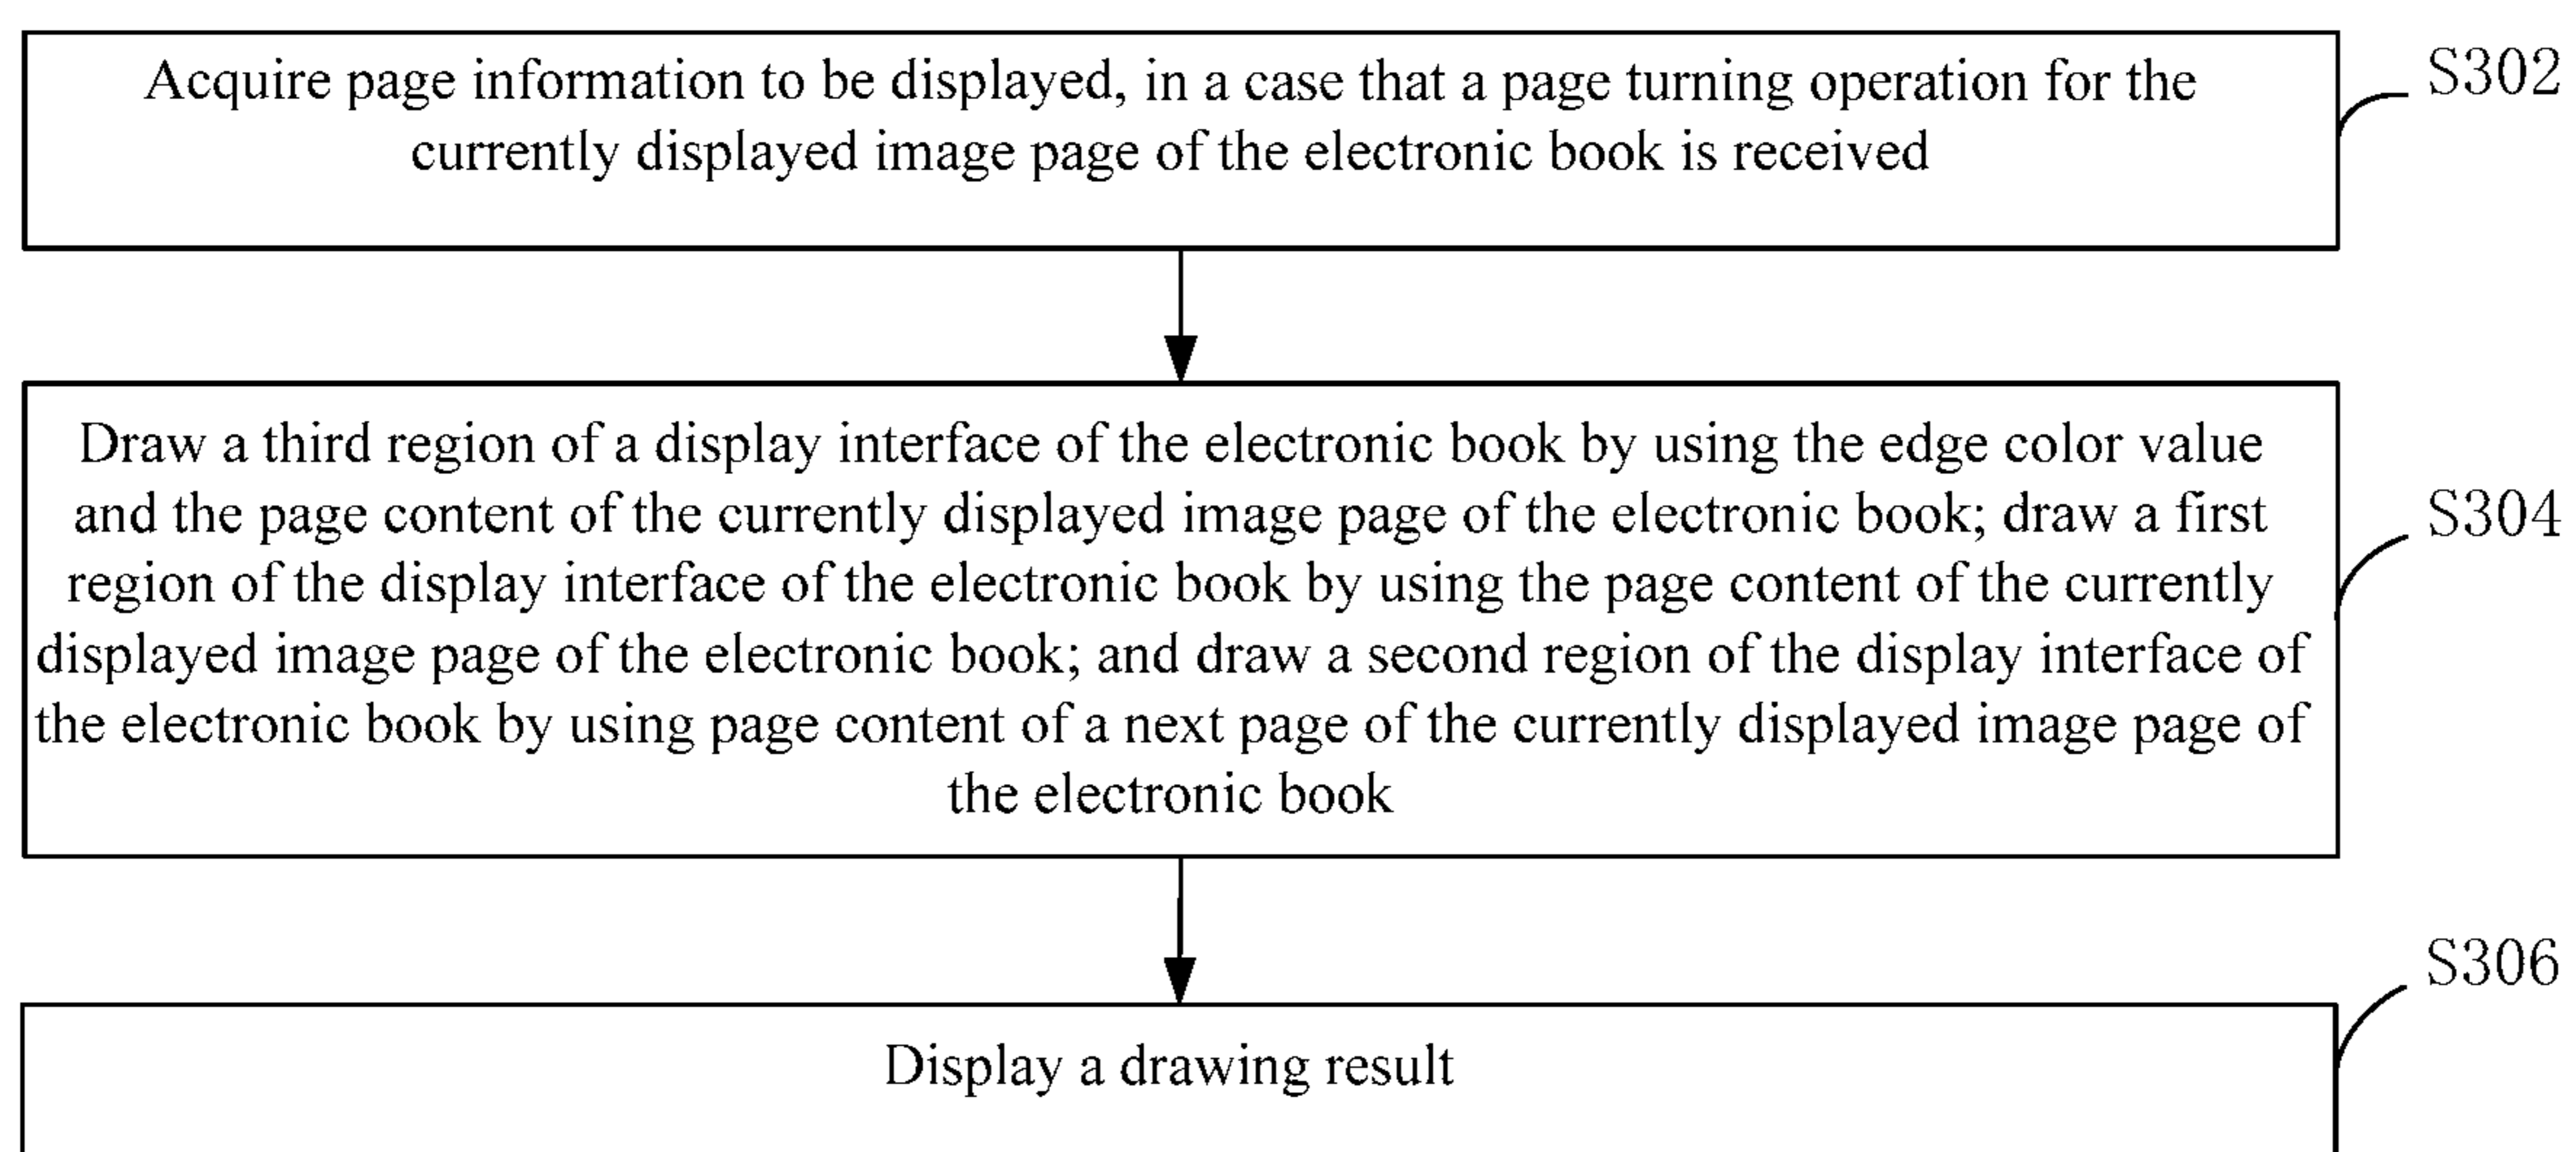 Acquire page information to be displayed, in a case that a page turning operation for the
currently displayed image page of the electronic book is received
S302
Draw a third region of a display interface of the electronic book by using the edge color value
and the page content of the currently displayed image page of the electronic book; draw a first
region of the display interface of the electronic book by using the page content of the currently
displayed image page of the electronic book; and draw a second region of the display interface of
the electronic book by using page content of a next page of the currently displayed image page of
the electronic book
S304
Display a drawing result
S306